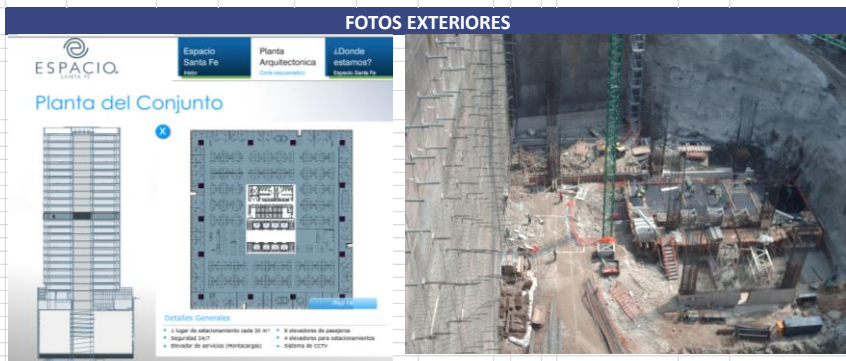 FOTOS EXTERIORES
ESPACIO
SANTA FE
Espacio
Santa Fe
Inicio
Planta
Arquitectonica
Corte esquematico
¿Donde
estamos?
Espacio Santa Fe
Planta del Conjunto
X
Detalles Generales
1 lugar de estacionamiento cada 30 m²
Seguridad 24/7
Elevador de servicios (Montacargas)
8 elevadores de pasajeros
4 elevadores para estacionamientos
Sistema de CCTV